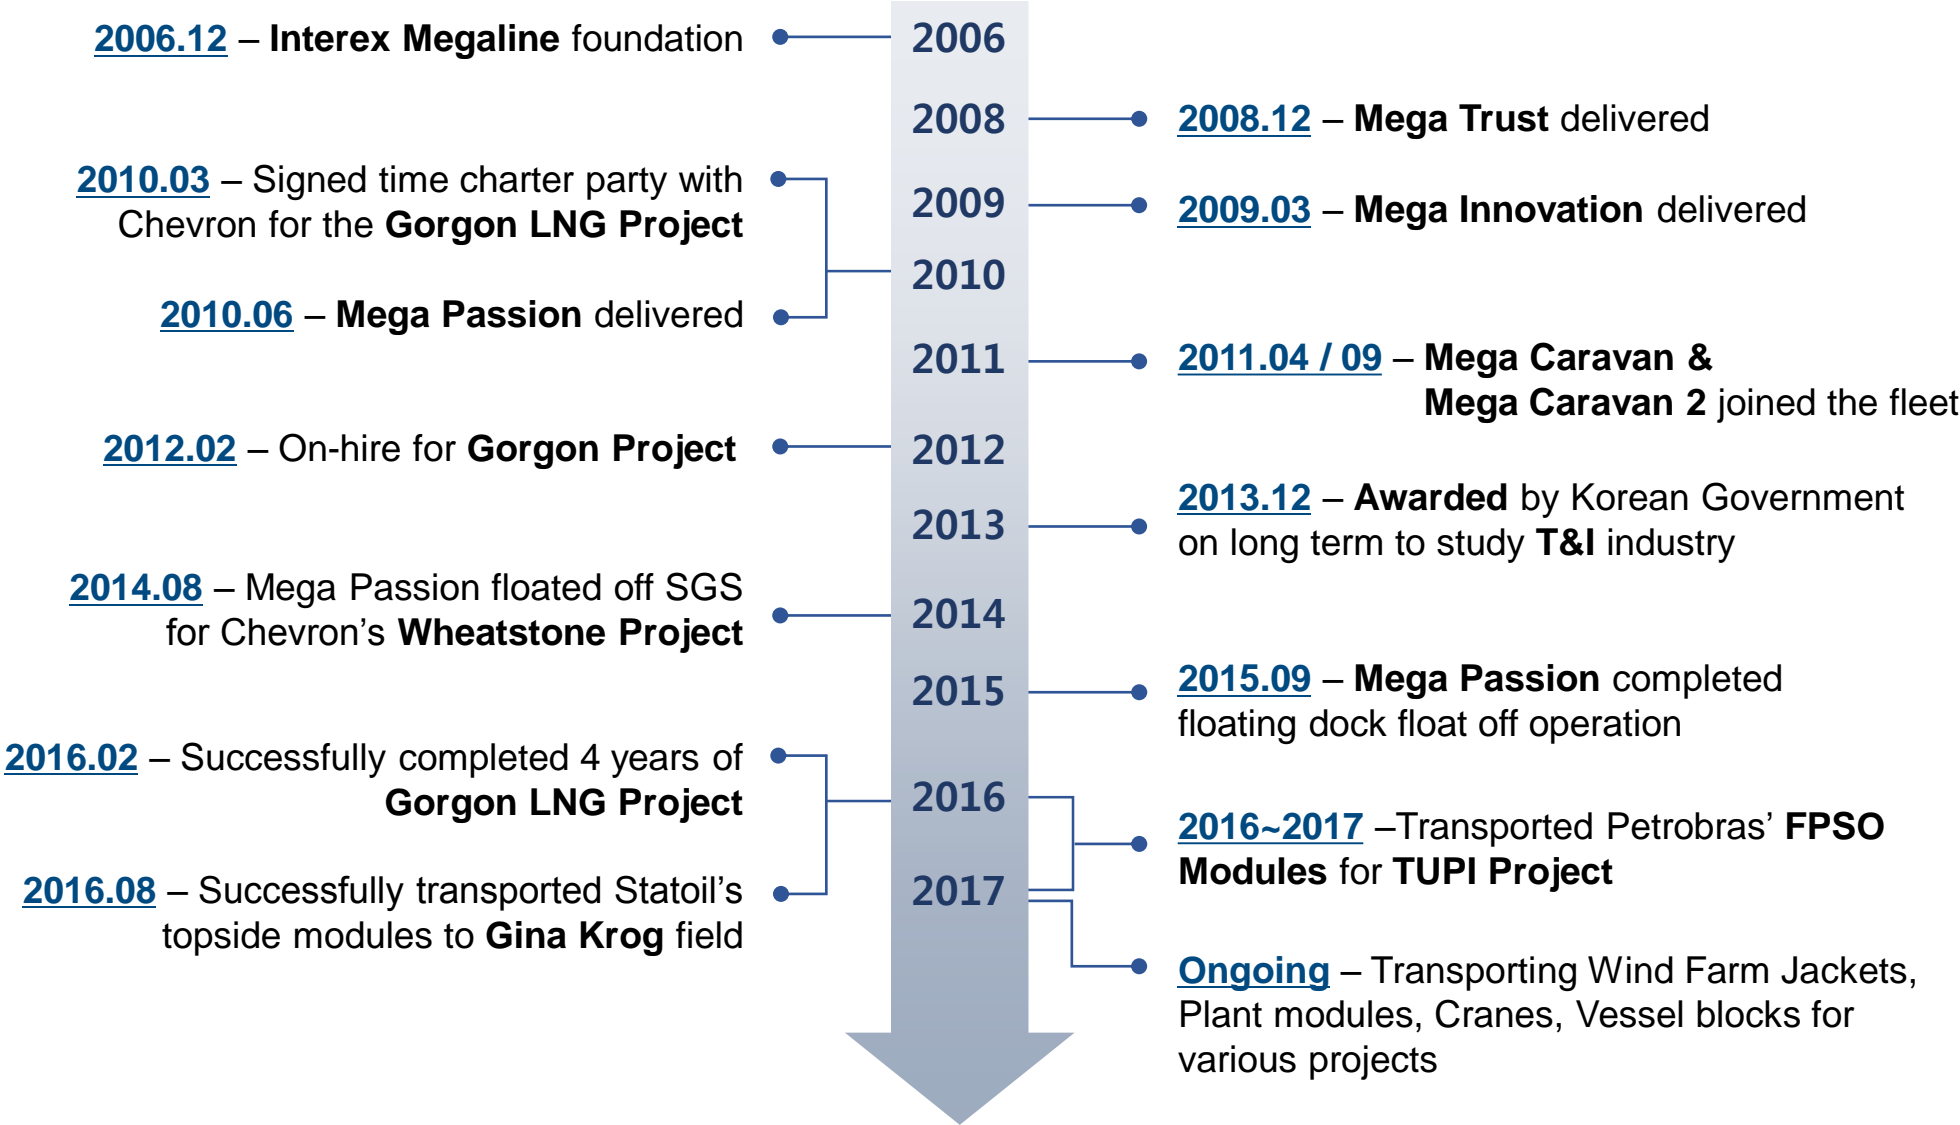 2006.12 – Interex Megaline foundation
2006
2008
2008.12 – Mega Trust delivered
2010.03 – Signed time charter party with
Chevron for the Gorgon LNG Project
2009
2009.03 – Mega Innovation delivered
2010
2010.06 – Mega Passion delivered
2011
2011.04 / 09 – Mega Caravan &
Mega Caravan 2 joined the fleet
2012.02 – On-hire for Gorgon Project
2012
2013
2013.12 – Awarded by Korean Government
on long term to study T&I industry
2014.08 – Mega Passion floated off SGS
for Chevron’s Wheatstone Project
2014
2015
2015.09 – Mega Passion completed
floating dock float off operation
2016.02 – Successfully completed 4 years of
Gorgon LNG Project
2016
2016~2017 –Transported Petrobras’ FPSO
Modules for TUPI Project
2016.08 – Successfully transported Statoil’s
topside modules to Gina Krog field
2017
Ongoing – Transporting Wind Farm Jackets,
Plant modules, Cranes, Vessel blocks for
various projects